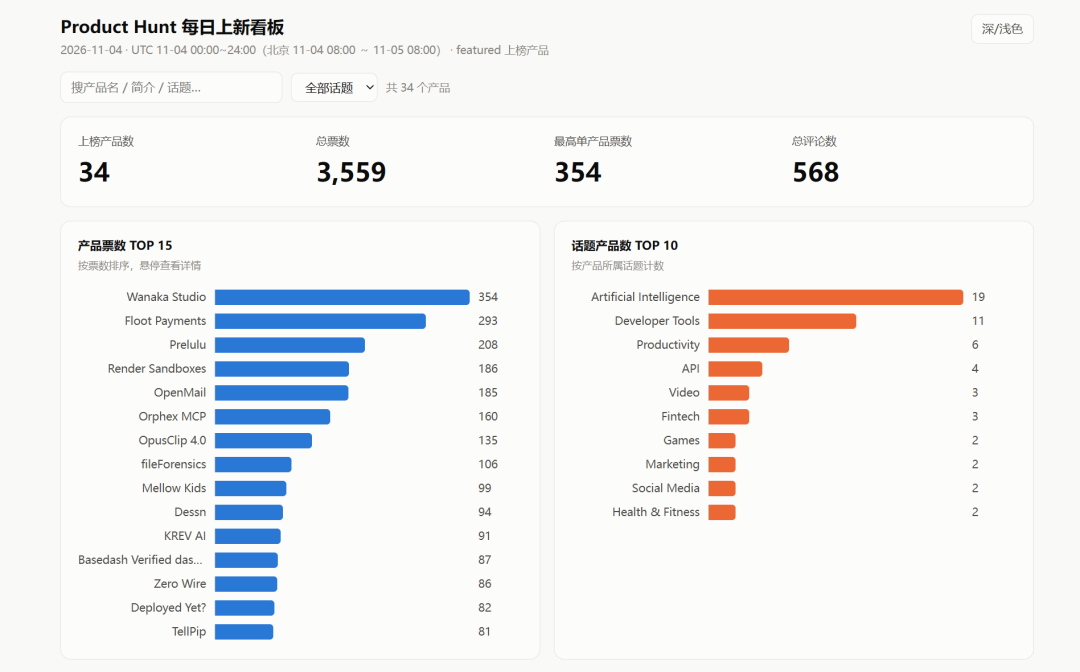 Product Hunt 每日上新看板
深/浅色
2026-11-04 · UTC 11-04 00:00~24:00（北京 11-04 08:00 ~ 11-05 08:00） · featured 上榜产品
搜产品名 / 简介 / 话题...
全部话题
共 34 个产品
上榜产品数
34
总票数
3,559
最高单产品票数
354
总评论数
568
产品票数 TOP 15
按票数排序，悬停查看详情
Wanaka Studio 354
Floot Payments 293
Prelulu 208
Render Sandboxes 186
OpenMail 185
Orphex MCP 160
OpusClip 4.0 135
fileForensics 106
Mellow Kids 99
Dessn 94
KREV AI 91
Basedash Verified das... 87
Zero Wire 86
Deployed Yet? 82
TellPip 81
话题产品数 TOP 10
按产品所属话题计数
Artificial Intelligence 19
Developer Tools 11
Productivity 6
API 4
Video 3
Fintech 3
Games 2
Marketing 2
Social Media 2
Health & Fitness 2